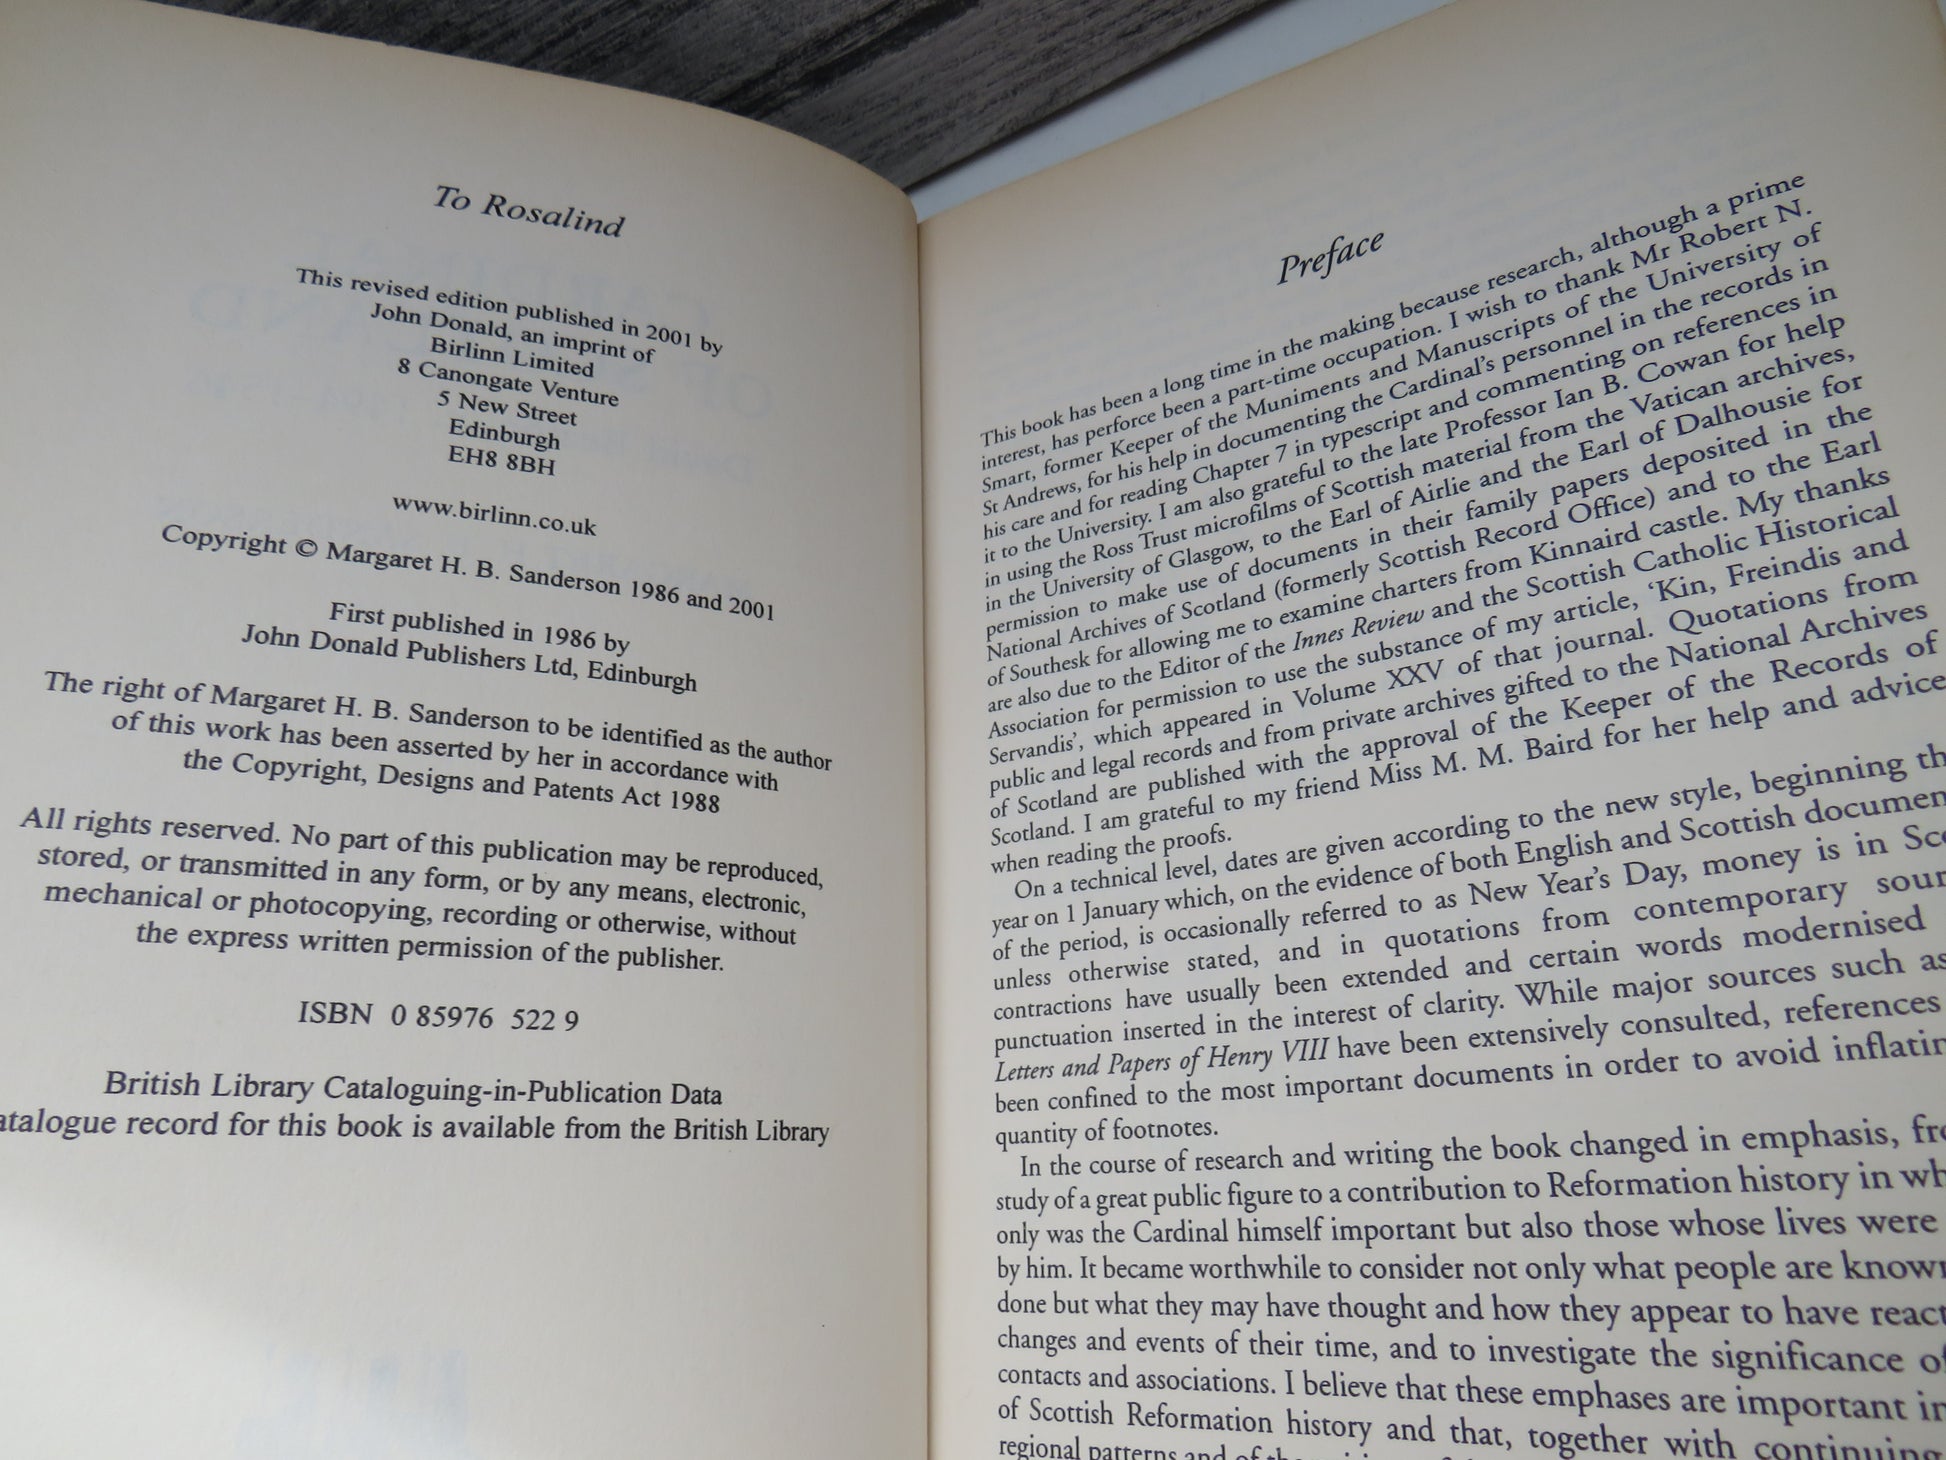 To Rosalind
This revised edition published in 2001 by
John Donald, an imprint of
Birlinn Limited
8 Canongate Venture
5 New Street
Edinburgh
EH8 8BH
www.birlinn.co.uk
Copyright © Margaret H. B. Sanderson 1986 and 2001
First published in 1986 by
John Donald Publishers Ltd, Edinburgh
The right of Margaret H. B. Sanderson to be identified as the author
of this work has been asserted by her in accordance with
the Copyright, Designs and Patents Act 1988
All rights reserved. No part of this publication may be reproduced,
stored, or transmitted in any form, or by any means, electronic,
mechanical or photocopying, recording or otherwise, without
the express written permission of the publisher.
ISBN 0 85976 522 9
British Library Cataloguing-in-Publication Data
atalogue record for this book is available from the British Library
Preface
This book has been a long time in the making because research, although a prime
interest, has perforce been a part-time occupation. I wish to thank Mr Robert N.
Smart, former Keeper of the Muniments and Manuscripts of the University of
St Andrews, for his help in documenting the Cardinal's personnel in the records in
his care and for reading Chapter 7 in typescript and commenting on references in
it to the University. I am also grateful to the late Professor Ian B. Cowan for help
in using the Ross Trust microfilms of Scottish material from the Vatican archives,
in the University of Glasgow, to the Earl of Airlie and the Earl of Dalhousie for
permission to make use of documents in their family papers deposited in the
National Archives of Scotland (formerly Scottish Record Office) and to the Earl
of Southesk for allowing me to examine charters from Kinnaird castle. My thanks
are also due to the Editor of the Innes Review and the Scottish Catholic Historical
Association for permission to use the substance of my article, 'Kin, Freindis and
Servandis', which appeared in Volume XXV of that journal. Quotations from
public and legal records and from private archives gifted to the National Archives
of Scotland are published with the approval of the Keeper of the Records of
Scotland. I am grateful to my friend Miss M. M. Baird for her help and advice
when reading the proofs.
On a technical level, dates are given according to the new style, beginning th
year on 1 January which, on the evidence of both English and Scottish documen
of the period, is occasionally referred to as New Year's Day, money is in Sco
unless otherwise stated, and in quotations from contemporary sour
contractions have usually been extended and certain words modernised
punctuation inserted in the interest of clarity. While major sources such as
Letters and Papers of Henry VIII have been extensively consulted, references
been confined to the most important documents in order to avoid inflatin
quantity of footnotes.
In the course of research and writing the book changed in emphasis, fro
study of a great public figure to a contribution to Reformation history in wh
only was the Cardinal himself important but also those whose lives were
by him. It became worthwhile to consider not only what people are known
done but what they may have thought and how they appear to have react
changes and events of their time, and to investigate the significance of
contacts and associations. I believe that these emphases are important in
of Scottish Reformation history and that, together with continuing
regional patterns and of the